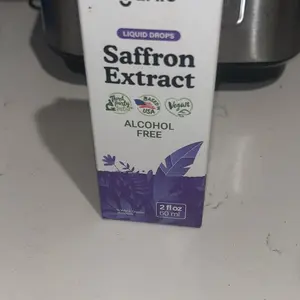 LIQUID DROPS
Saffron
Extract
Vegan
USA
ALCOHOL
FREE
2 fl oz
60 ml